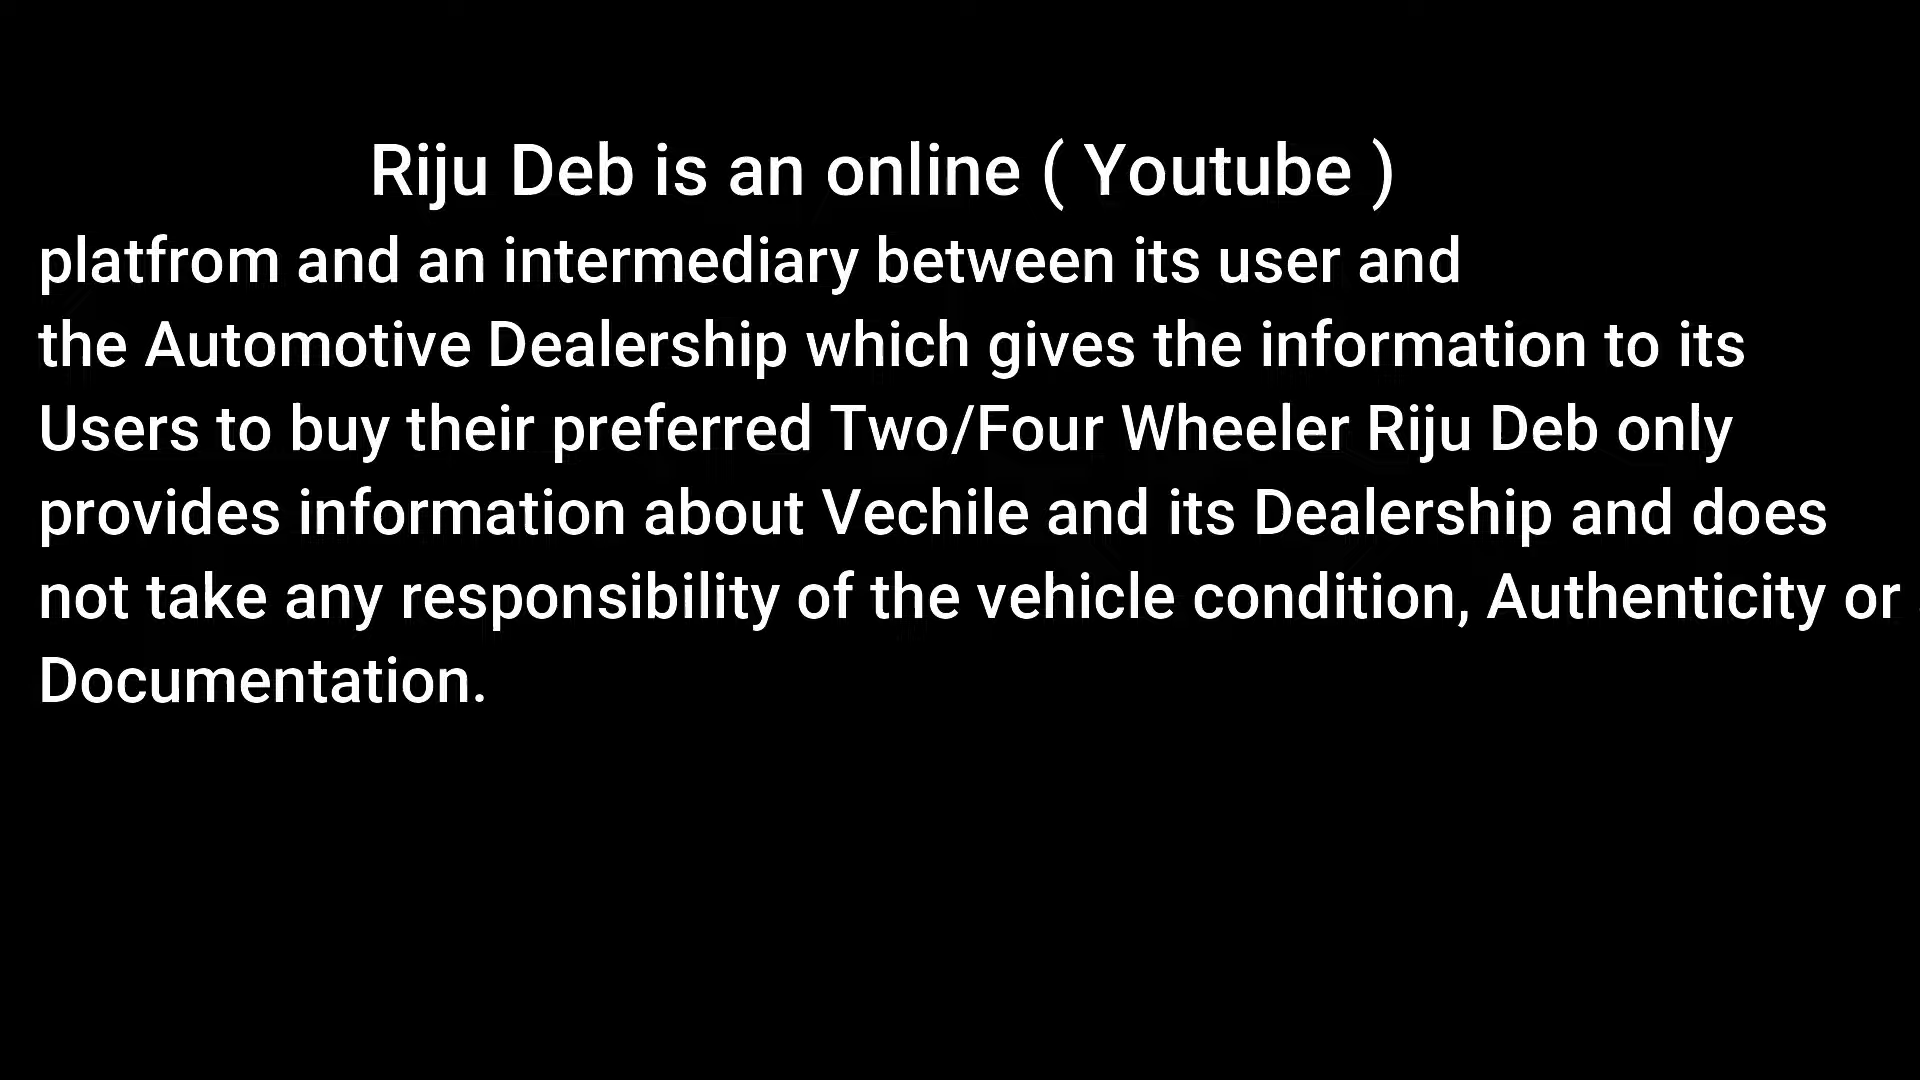 Riju Deb is an online ( Youtube )
platfrom and an intermediary between its user and
the Automotive Dealership which gives the information to its
Users to buy their preferred Two/Four Wheeler Riju Deb only
provides information about Vechile and its Dealership and does
not take any responsibility of the vehicle condition, Authenticity or
Documentation.